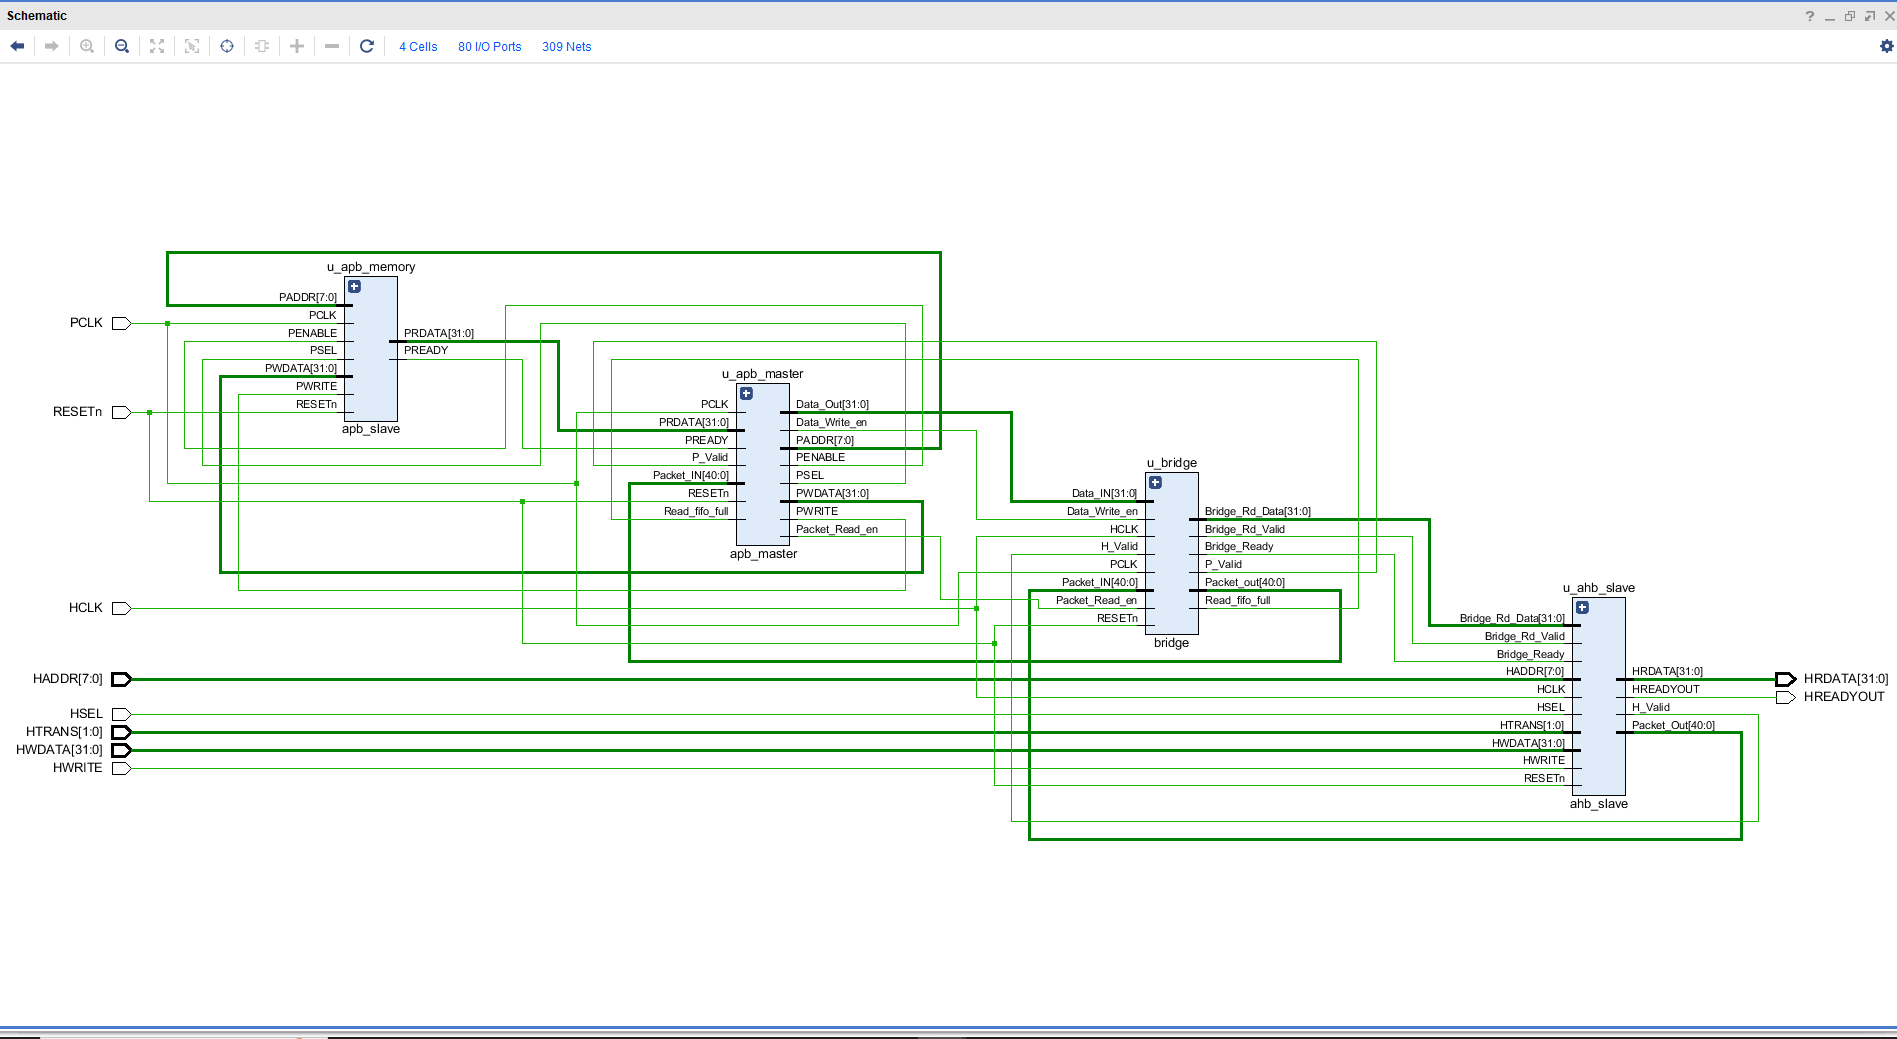 Schematic
4 Cells 80 I/O Ports 309 Nets
u_apb_memory
PADDR[7:0]
PCLK
PENABLE
PSEL
PWDATA[31:0]
PWRITE
RESETn
PRDATA[31:0]
PREADY
apb_slave
PCLK
RESETn
HCLK
HADDR[7:0]
HSEL
HTRANS[1:0]
HWDATA[31:0]
HWRITE
u_apb_master
PCLK
PRDATA[31:0]
PREADY
P_Valid
Packet_IN[40:0]
RESETn
Read_fifo_full
Data_Out[31:0]
Data_Write_en
PADDR[7:0]
PENABLE
PSEL
PWDATA[31:0]
PWRITE
Packet_Read_en
apb_master
u_bridge
Data_IN[31:0]
Data_Write_en
HCLK
H_Valid
PCLK
Packet_IN[40:0]
Packet_Read_en
RESETn
Bridge_Rd_Data[31:0]
Bridge_Rd_Valid
Bridge_Ready
P_Valid
Packet_out[40:0]
Read_fifo_full
bridge
u_ahb_slave
Bridge_Rd_Data[31:0]
Bridge_Rd_Valid
Bridge_Ready
HADDR[7:0]
HCLK
HSEL
HTRANS[1:0]
HWDATA[31:0]
HWRITE
RESETn
HRDATA[31:0]
HREADYOUT
H_Valid
Packet_Out[40:0]
ahb_slave
HRDATA[31:0]
HREADYOUT